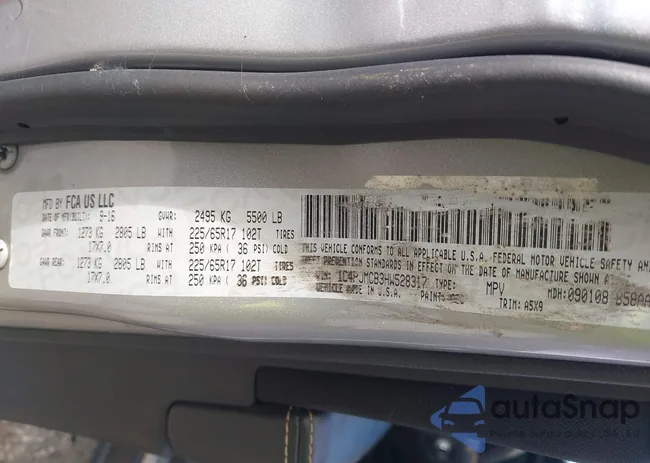 MFD BY FCA US LLC
DATE OF MFR/BUILT: 9-16 GVWR: 2495 KG 5500 LB
GAWR FRONT: 1273 KG 2805 LB WITH 225/65R17 102T TIRES
17X7.0 RIMS AT 250 KPA ( 36 PSI) COLD
GAWR REAR: 1273 KG 2805 LB WITH 225/65R17 102T TIRES
17X7.0 RIMS AT 250 KPA ( 36 PSI) COLD
THIS VEHICLE CONFORMS TO ALL APPLICABLE U.S.A. FEDERAL MOTOR VEHICLE SAFETY AN
THEFT PREVENTION STANDARDS IN EFFECT ON THE DATE OF MANUFACTURE SHOWN A
VIN: TYPE: MPV MDH: 090108 858AA
VEHICLE MADE IN U.S.A. PAINT: TRIM: A5X9
autoSnap